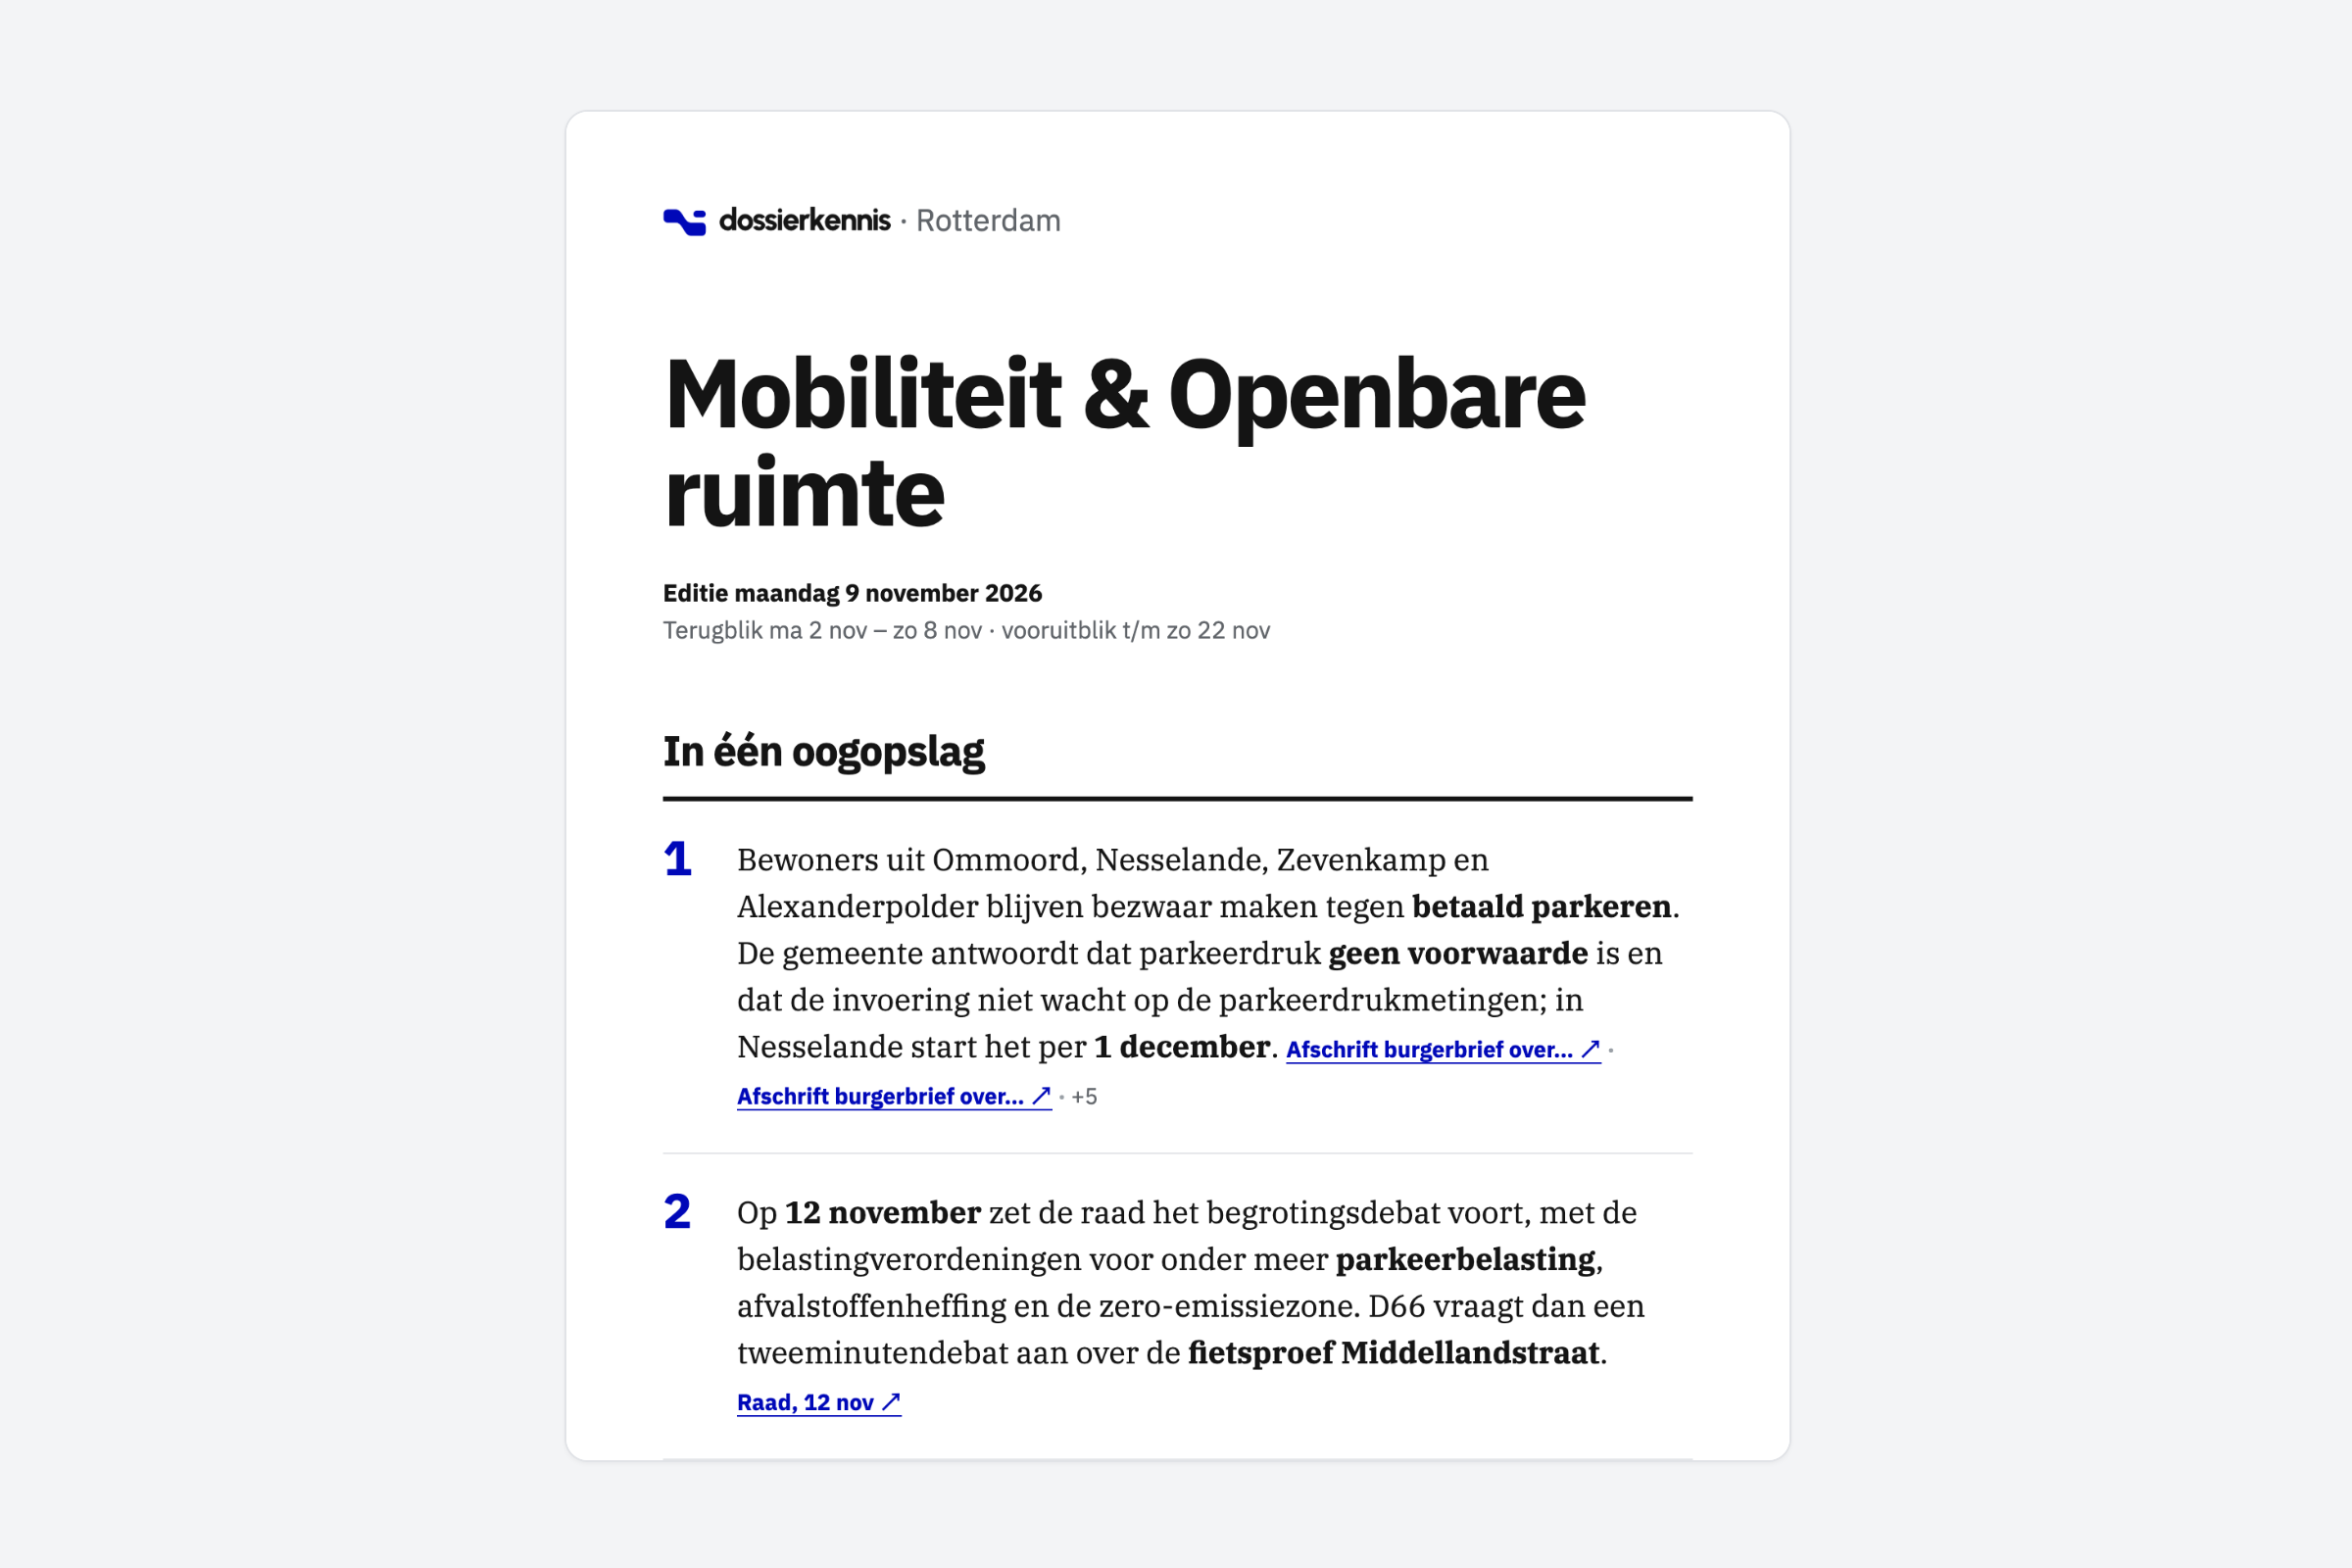 dossierkennis · Rotterdam
Mobiliteit & Openbare
ruimte
Editie maandag 9 november 2026
Terugblik ma 2 nov – zo 8 nov · vooruitblik t/m zo 22 nov
In één oogopslag
1 Bewoners uit Ommoord, Nesselande, Zevenkamp en
Alexanderpolder blijven bezwaar maken tegen betaald parkeren.
De gemeente antwoordt dat parkeerdruk geen voorwaarde is en
dat de invoering niet wacht op de parkeerdrukmetingen; in
Nesselande start het per 1 december. Afschrift burgerbrief over... ↗ ·
Afschrift burgerbrief over... ↗ · +5
2 Op 12 november zet de raad het begrotingsdebat voort, met de
belastingverordeningen voor onder meer parkeerbelasting,
afvalstoffenheffing en de zero-emissiezone. D66 vraagt dan een
tweeminutendebat aan over de fietsproef Middellandstraat.
Raad, 12 nov ↗